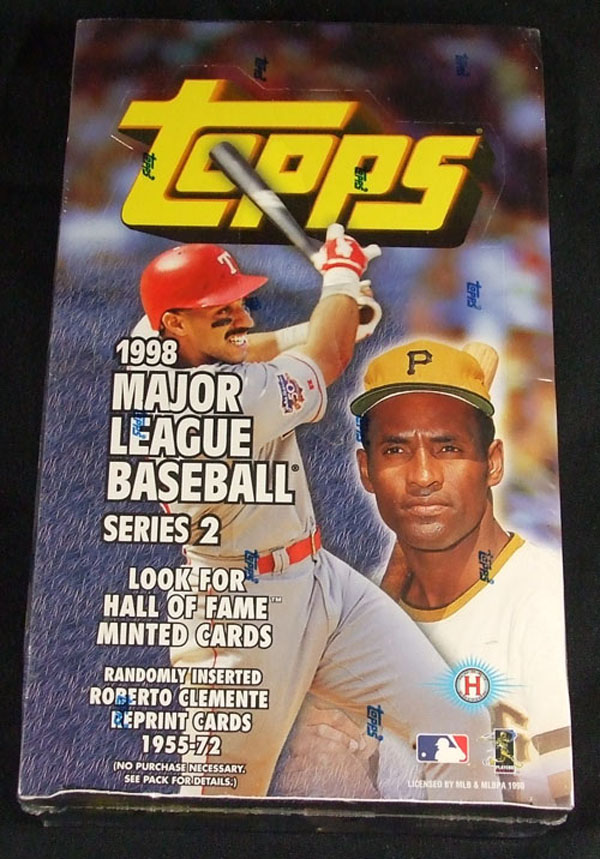 Topps
T
P
1998
MAJOR
LEAGUE
BASEBALL®
SERIES 2
LOOK FOR
HALL OF FAME™
MINTED CARDS
RANDOMLY INSERTED
ROBERTO CLEMENTE
REPRINT CARDS
1955-72
(NO PURCHASE NECESSARY.
SEE PACK FOR DETAILS.)
H
LICENSED BY MLB & MLBPA 1998